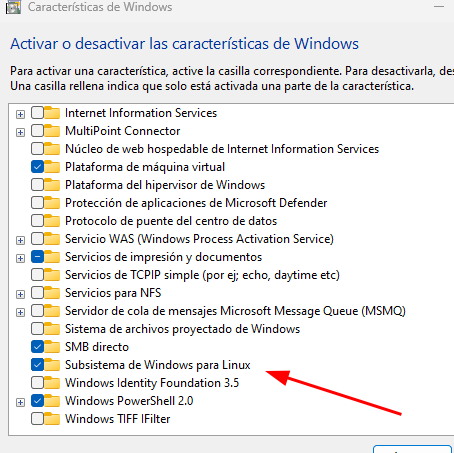 Características de Windows
Activar o desactivar las características de Windows
Para activar una característica, active la casilla correspondiente. Para desactivarla, des
Una casilla rellena indica que solo está activada una parte de la característica.
Internet Information Services
MultiPoint Connector
Núcleo de web hospedable de Internet Information Services
Plataforma de máquina virtual
Plataforma del hipervisor de Windows
Protección de aplicaciones de Microsoft Defender
Protocolo de puente del centro de datos
Servicio WAS (Windows Process Activation Service)
Servicios de impresión y documentos
Servicios de TCPIP simple (por ej; echo, daytime etc)
Servicios para NFS
Servidor de cola de mensajes Microsoft Message Queue (MSMQ)
Sistema de archivos proyectado de Windows
SMB directo
Subsistema de Windows para Linux
Windows Identity Foundation 3.5
Windows PowerShell 2.0
Windows TIFF IFilter